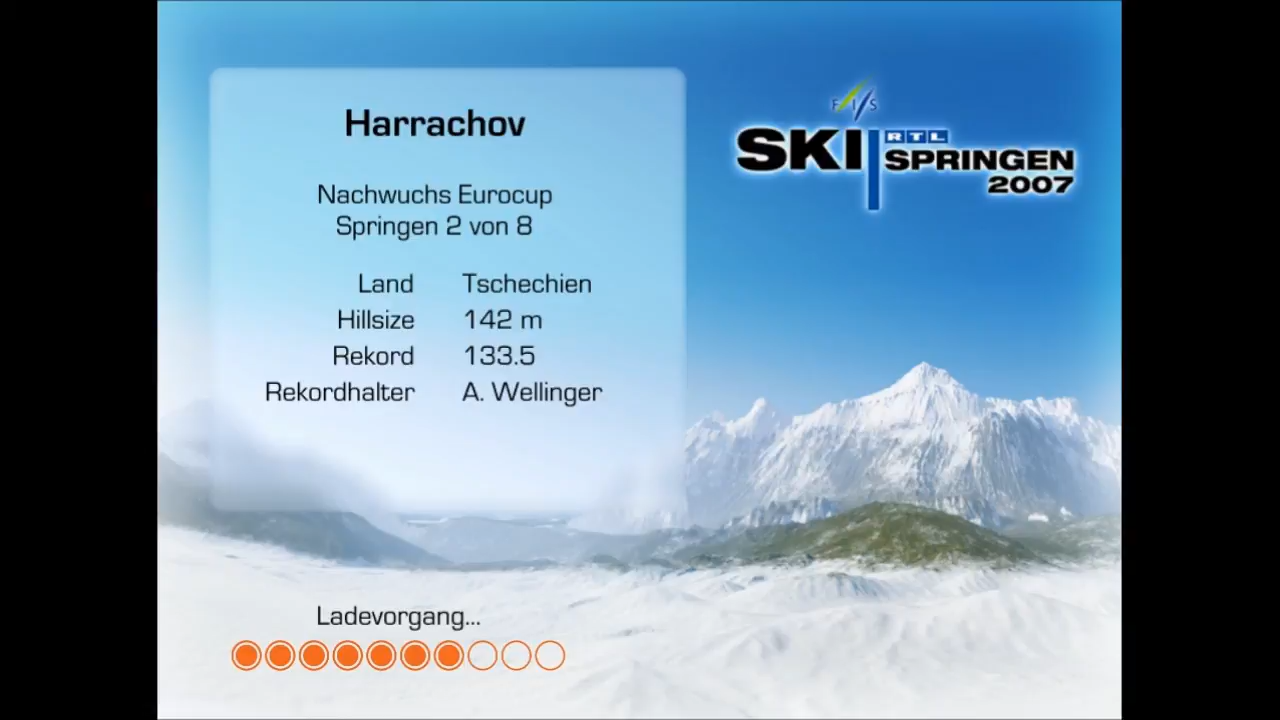 Harrachov
Nachwuchs Eurocup
Springen 2 von 8
Land Tschechien
Hillsize 142 m
Rekord 133.5
Rekordhalter A. Wellinger
Ladevorgang...
FIS
SKI RTL
SPRINGEN
2007